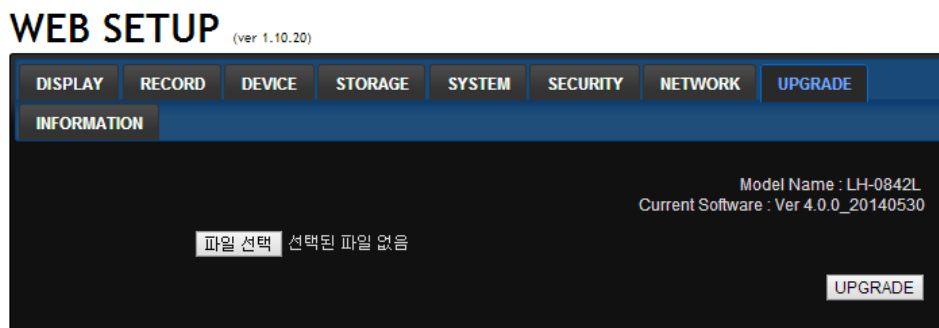 WEB SETUP (ver 1.10.20)
DISPLAY RECORD DEVICE STORAGE SYSTEM SECURITY NETWORK UPGRADE
INFORMATION
Model Name : LH-0842L
Current Software : Ver 4.0.0_20140530
파일 선택 선택된 파일 없음
UPGRADE